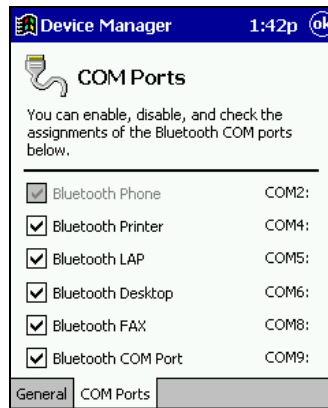 Device Manager 1:42p ok
COM Ports
You can enable, disable, and check the
assignments of the Bluetooth COM ports
below.
Bluetooth Phone COM2:
Bluetooth Printer COM4:
Bluetooth LAP COM5:
Bluetooth Desktop COM6:
Bluetooth FAX COM8:
Bluetooth COM Port COM9:
General COM Ports